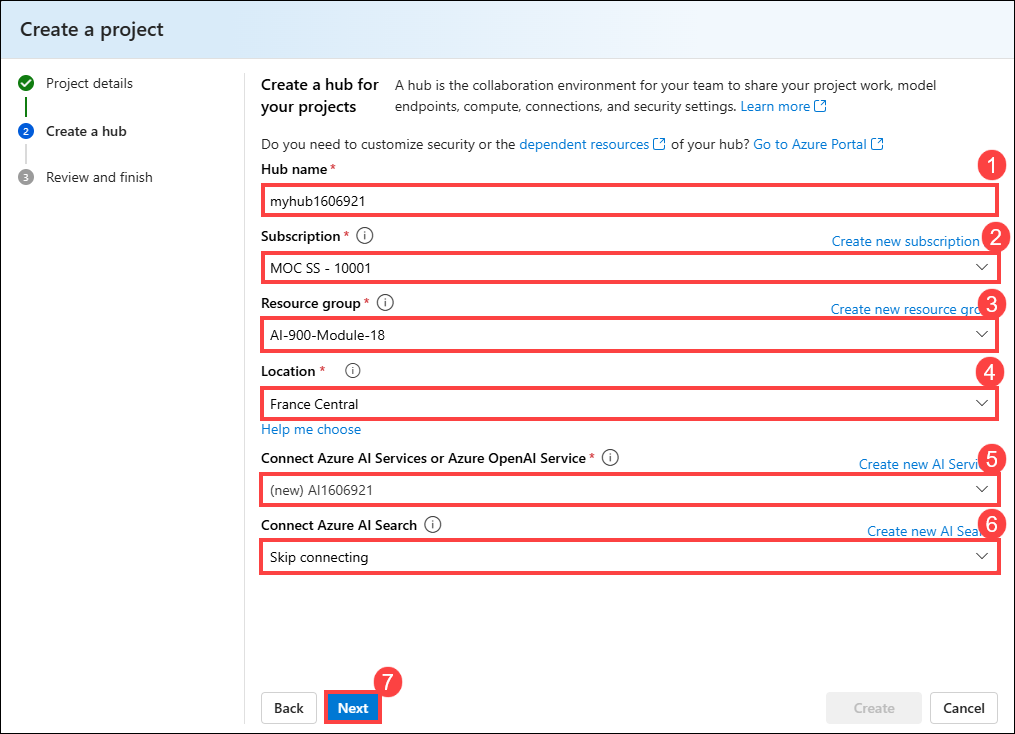 Create a project
Project details
2
Create a hub
3
Review and finish
Create a hub for
your projects
A hub is the collaboration environment for your team to share your project work, model
endpoints, compute, connections, and security settings. Learn more
Do you need to customize security or the dependent resources of your hub? Go to Azure Portal
Hub name *
1
myhub1606921
Subscription *
Create new subscription
2
MOC SS - 10001
Resource group *
Create new resource gro
3
AI-900-Module-18
Location *
4
France Central
Help me choose
Connect Azure AI Services or Azure OpenAI Service *
Create new AI Servi
5
(new) AI1606921
Connect Azure AI Search
Create new AI Sea
6
Skip connecting
7
Back
Next
Create
Cancel